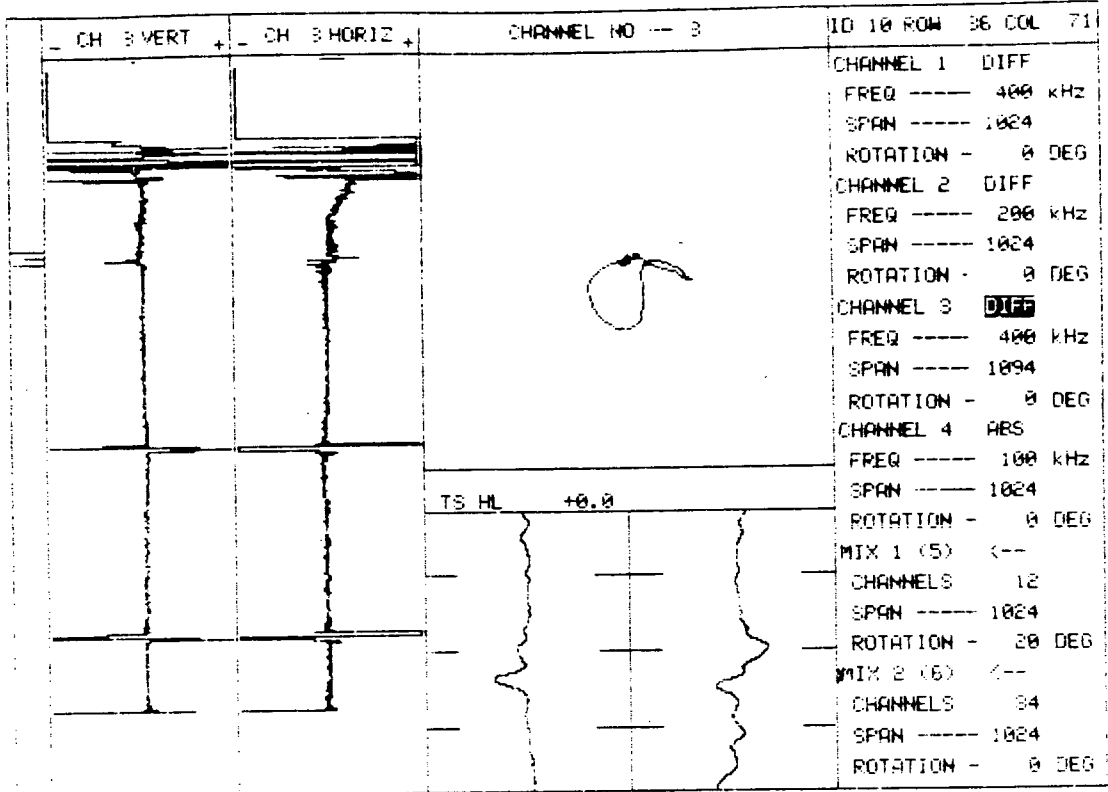 - CH 3 VERT +
- CH 3 HORIZ +
CHANNEL NO -- 3
ID 10 ROW 36 COL 71
CHANNEL 1 DIFF
FREQ ----- 400 kHz
SPAN ----- 1024
ROTATION - 0 DEG
CHANNEL 2 DIFF
FREQ ----- 200 kHz
SPAN ----- 1024
ROTATION - 0 DEG
CHANNEL 3 DIFF
FREQ ----- 400 kHz
SPAN ----- 1094
ROTATION - 0 DEG
CHANNEL 4 ABS
FREQ ----- 100 kHz
SPAN ----- 1024
ROTATION - 0 DEG
MIX 1 (5) <--
CHANNELS 12
SPAN ----- 1024
ROTATION - 20 DEG
MIX 2 (6) <--
CHANNELS 34
SPAN ----- 1024
ROTATION - 0 DEG
TS HL +0.0